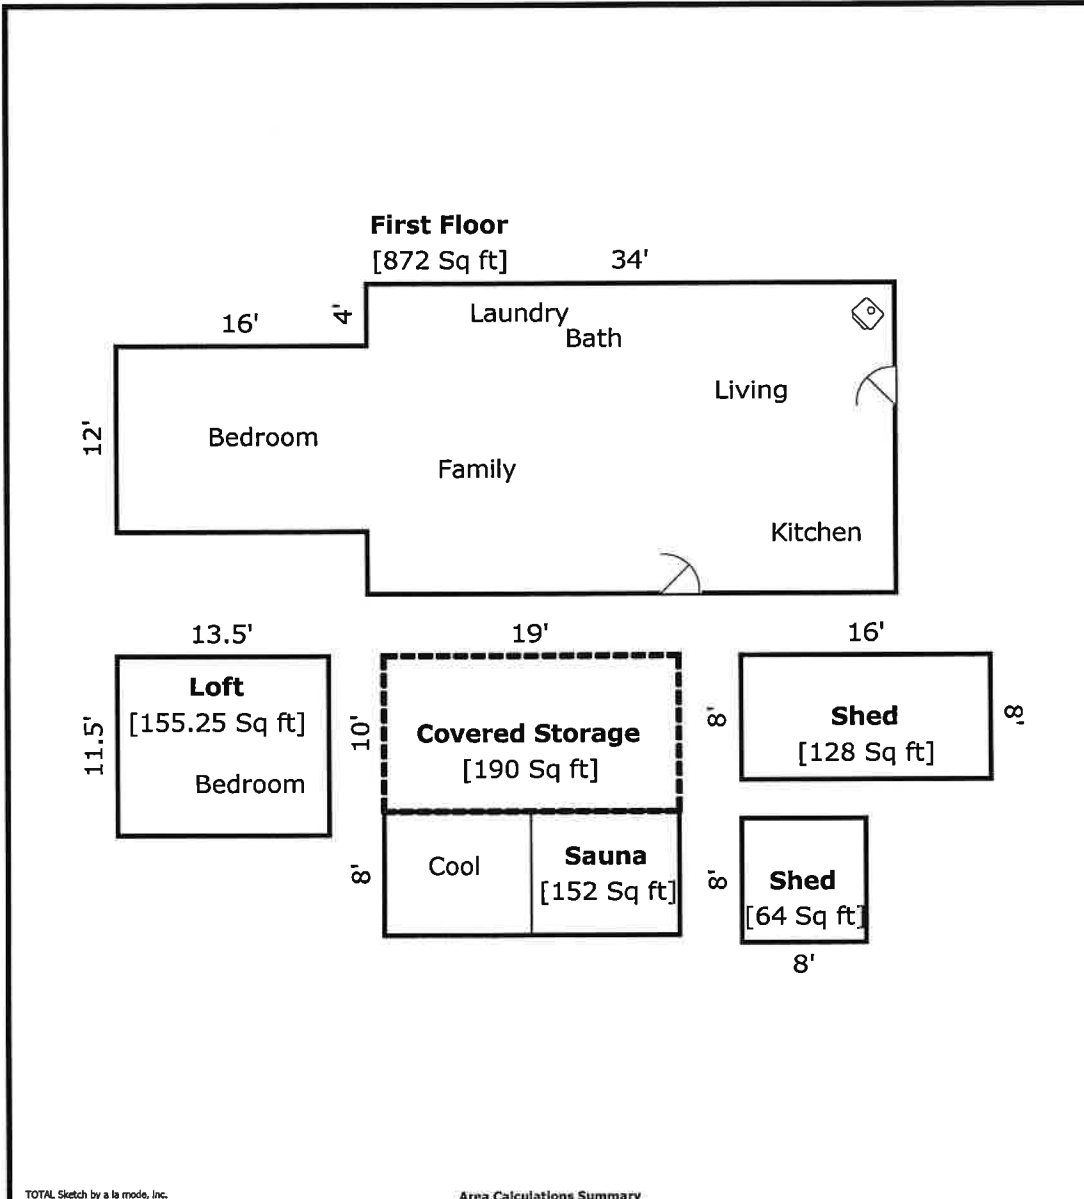 First Floor
[872 Sq ft]
34'
4'
16'
Laundry
Bath
Living
12'
Bedroom
Family
Kitchen
13.5'
19'
16'
Loft
[155.25 Sq ft]
11.5'
Bedroom
10'
Covered Storage
[190 Sq ft]
8'
Shed
[128 Sq ft]
8'
8'
Cool
Sauna
[152 Sq ft]
8'
Shed
[64 Sq ft]
8'
TOTAL Sketch by a la mode, inc.
Area Calculations Summary